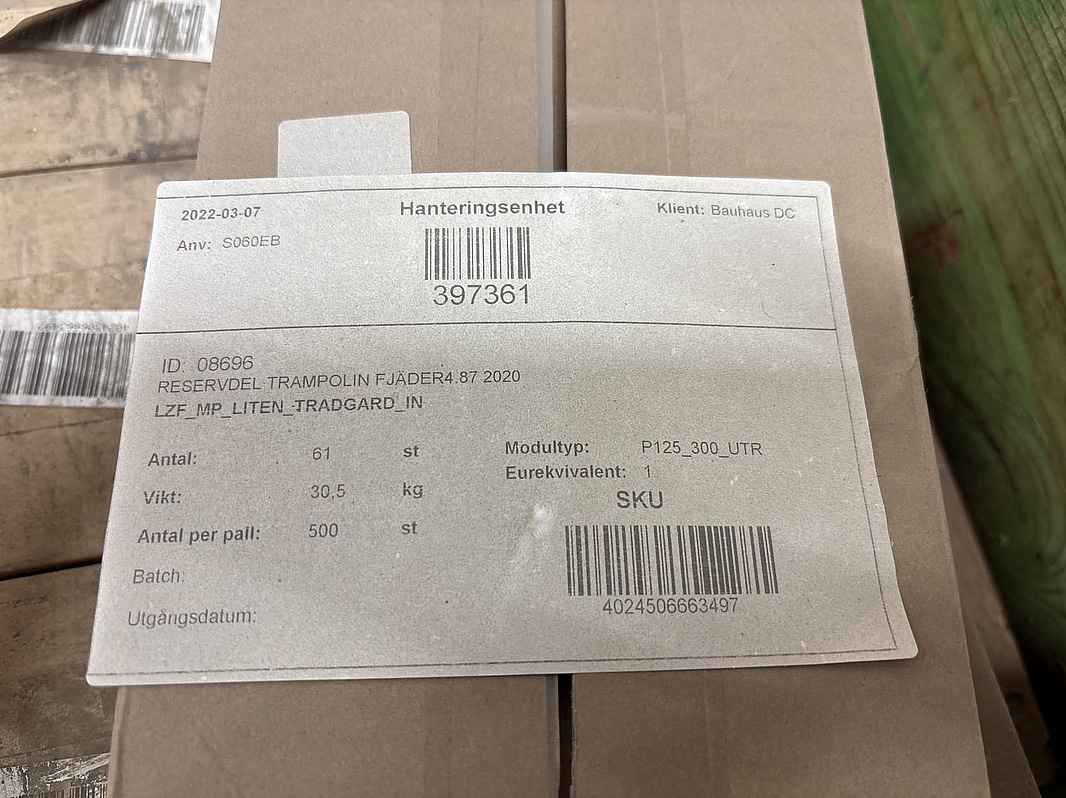 2022-03-07 Hanteringsenhet Klient: Bauhaus DC
Anv: S060EB
397361
ID: 08696
RESERVDEL TRAMPOLIN FJÄDER4.87 2020
LZF_MP_LITEN_TRADGARD_IN
Antal: 61 st Modultyp: P125_300_UTR
Eurekvivalent: 1
Vikt: 30,5 kg SKU
Antal per pall: 500 st
Batch:
4024506663497
Utgångsdatum: